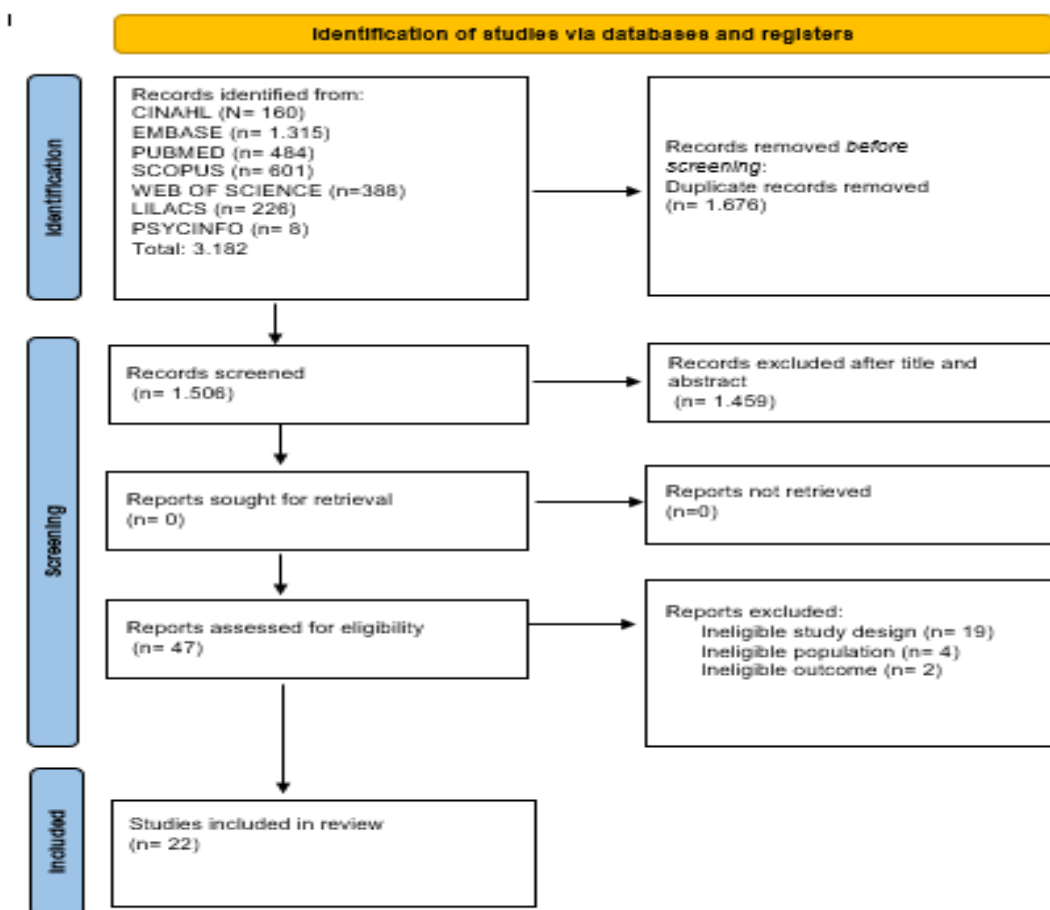 I
Identification of studies via databases and registers
Identification
Records identified from:
CINAHL (N= 160)
EMBASE (n= 1.315)
PUBMED (n= 484)
SCOPUS (n= 601)
WEB OF SCIENCE (n=388)
LILACS (n= 226)
PSYCINFO (n= 8)
Total: 3.182
Records removed before
screening:
Duplicate records removed
(n= 1.676)
Screening
Records screened
(n= 1.506)
Records excluded after title and
abstract
(n= 1.459)
Reports sought for retrieval
(n= 0)
Reports not retrieved
(n=0)
Reports assessed for eligibility
(n= 47)
Reports excluded:
Ineligible study design (n= 19)
Ineligible population (n= 4)
Ineligible outcome (n= 2)
Included
Studies included in review
(n= 22)